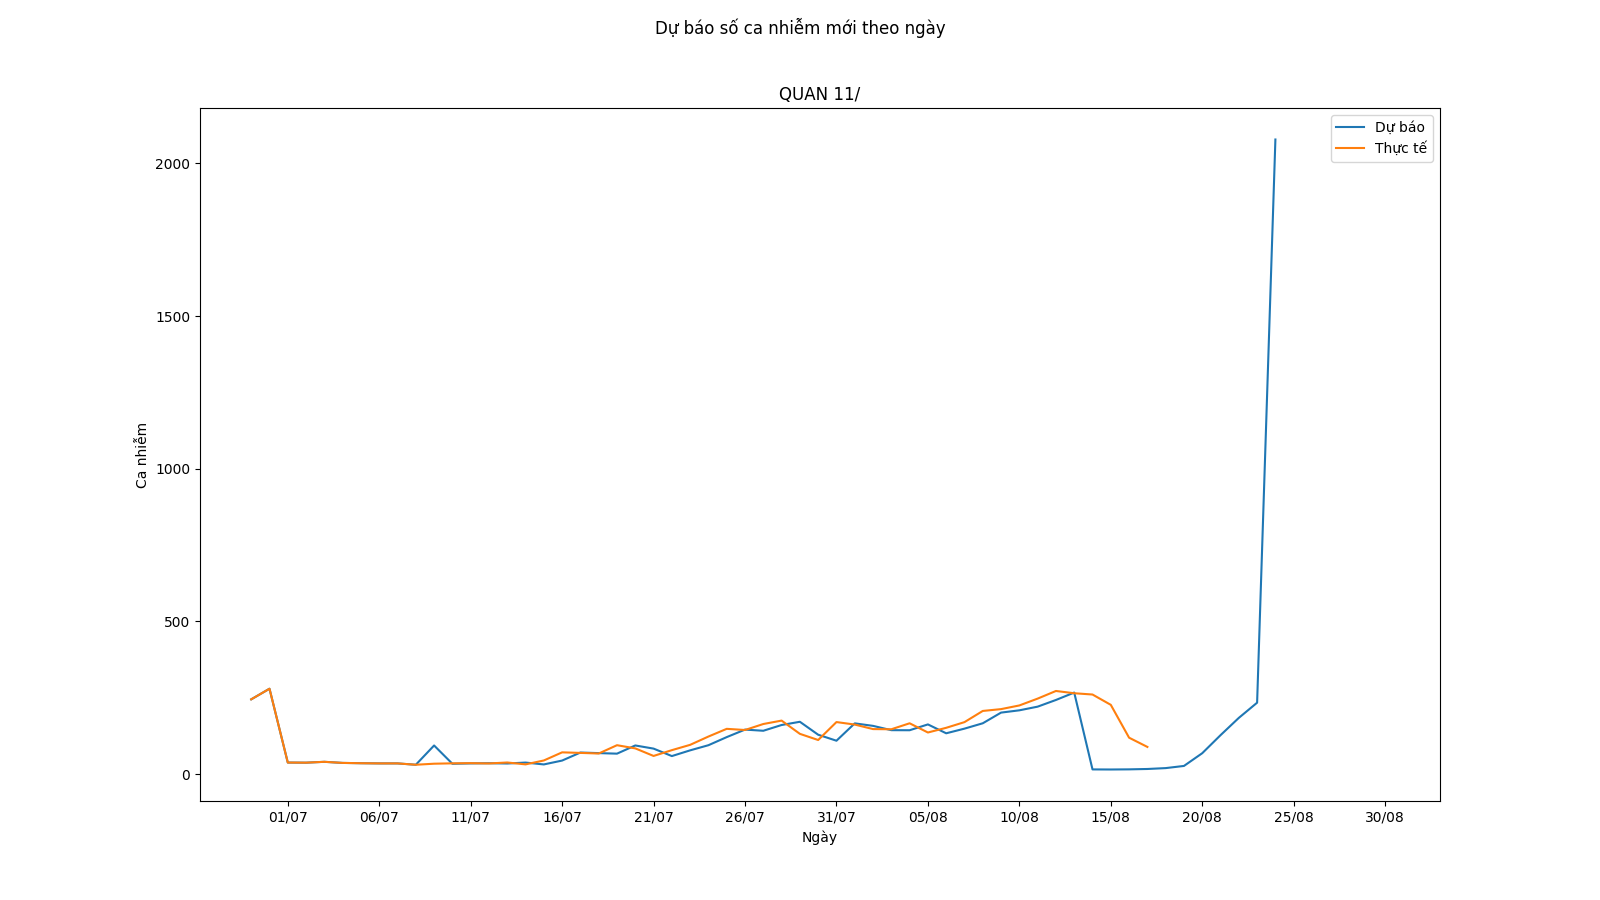 Dự báo số ca nhiễm mới theo ngày
QUAN 11/
Dự báo
Thực tế
2000
1500
1000
500
0
Ca nhiễm
01/07 06/07 11/07 16/07 21/07 26/07 31/07 05/08 10/08 15/08 20/08 25/08 30/08
Ngày